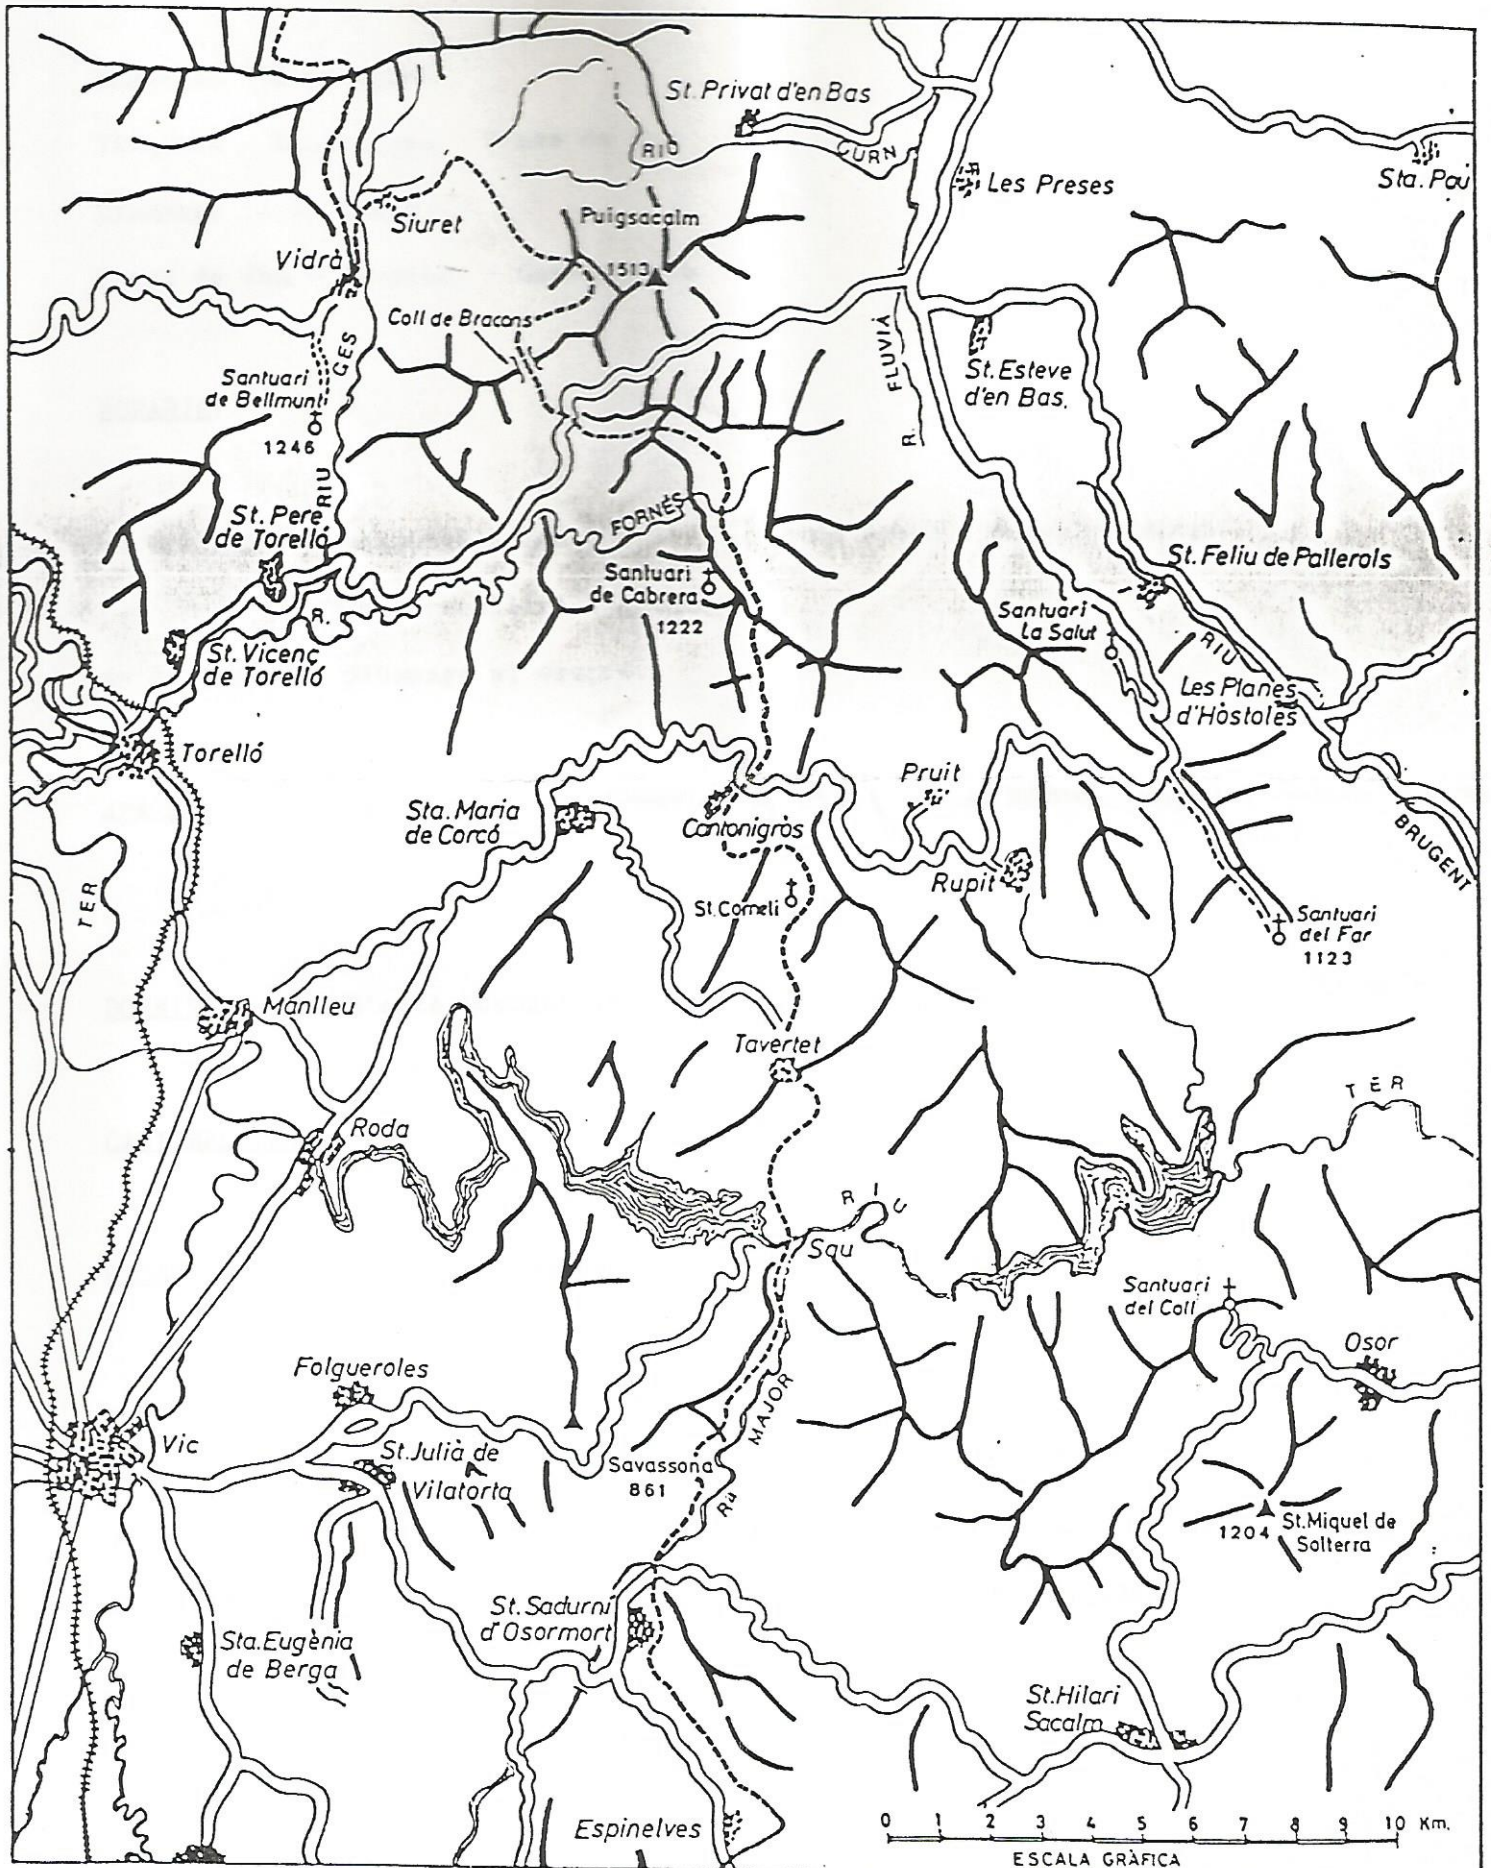 St. Privat d'en Bas
RIU
GURN
Les Preses
Sta. Pau
Siuret
Puigsacalm
1513
Vidrà
Coll de Bracons
GES
RIU
Santuari
de Bellmunt
1246
R. FLUVIÀ
St. Esteve
d'en Bas.
St. Pere
de Torelló
FORNÉS
R.
Santuari
de Cabrera
1222
St. Feliu de Pallerols
Santuari
la Salut
RIU
St. Vicenç
de Torelló
Les Planes
d'Hòstoles
Torelló
Sta. Maria
de Corcó
Cantonigròs
Pruit
BRUGENT
Rupit
TER
St. Corneli
Santuari
del Far
1123
Manlleu
Tavertet
TER
Roda
RIU
Sau
Santuari
del Coll
Osor
Folgueroles
MAJOR
Vic
St. Julià de
Vilatorta
Savassona
861
1204
St. Miquel de
Solterra
St. Sadurní
d'Osormort
Sta. Eugènia
de Berga
St. Hilari
Sacalm
Espinelves
0 1 2 3 4 5 6 7 8 9 10 Km.
ESCALA GRÀFICA